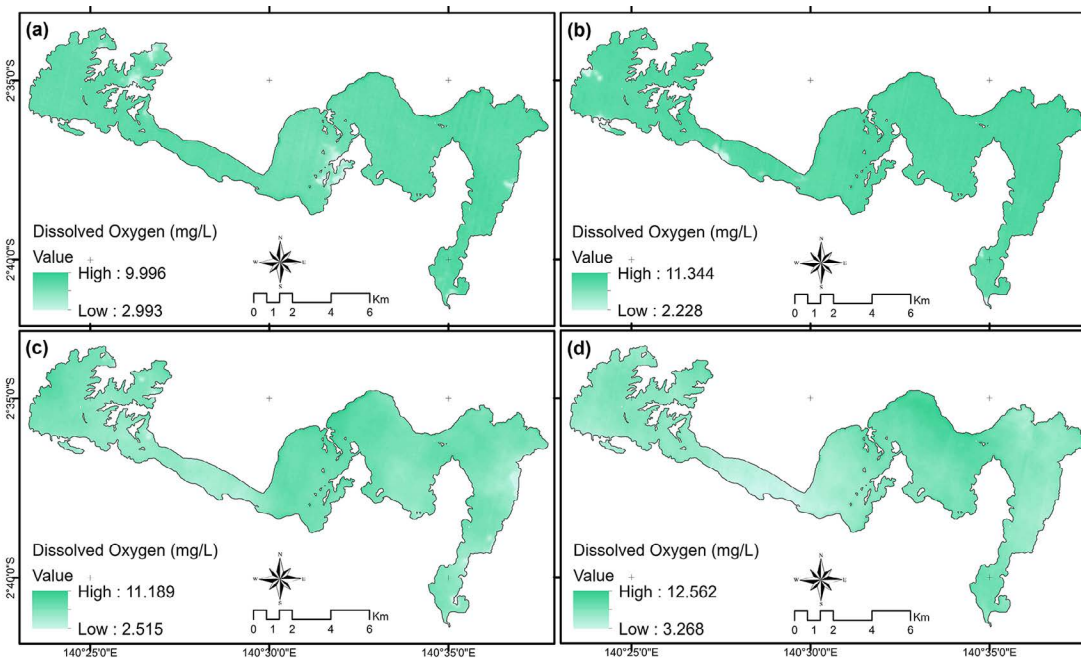 (a)
2°35'0"S
2°40'0"S
Dissolved Oxygen (mg/L)
Value
High : 9.996
Low : 2.993
N
W E
S
Km
0 1 2 4 6
(b)
Dissolved Oxygen (mg/L)
Value
High : 11.344
Low : 2.228
N
W E
S
Km
0 1 2 4 6
(c)
2°35'0"S
2°40'0"S
Dissolved Oxygen (mg/L)
Value
High : 11.189
Low : 2.515
N
W E
S
Km
0 1 2 4 6
140°25'0"E 140°30'0"E 140°35'0"E
(d)
Dissolved Oxygen (mg/L)
Value
High : 12.562
Low : 3.268
N
W E
S
Km
0 1 2 4 6
140°25'0"E 140°30'0"E 140°35'0"E